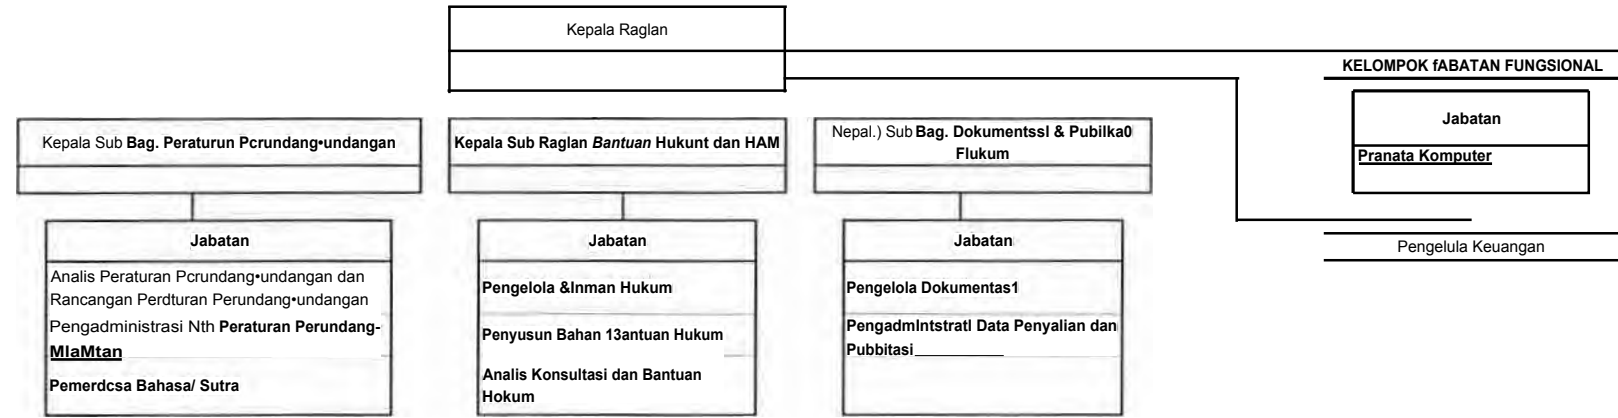 Kepala Raglan
KELOMPOK fABATAN FUNGSIONAL
Jabatan
Pranata Komputer
Kepala Sub Bag. Peraturun Pcrundang•undangan
Kepala Sub Raglan Bantuan Hukunt dan HAM
Nepal.) Sub Bag. Dokumentssl & Pubilka0
Flukum
Pengelula Keuangan
Jabatan
Analis Peraturan Pcrundang•undangan dan
Rancangan Perdturan Perundang•undangan
Pengadministrasi Nth Peraturan Perundang-
MlaMtan
Pemerdcsa Bahasa/ Sutra
Jabatan
Pengelola &Inman Hukum
Penyusun Bahan 13antuan Hukum
Analis Konsultasi dan Bantuan
Hokum
Jabatan
Pengelola Dokumentas1
PengadmIntstratl Data Penyalian dan
Pubbitasi